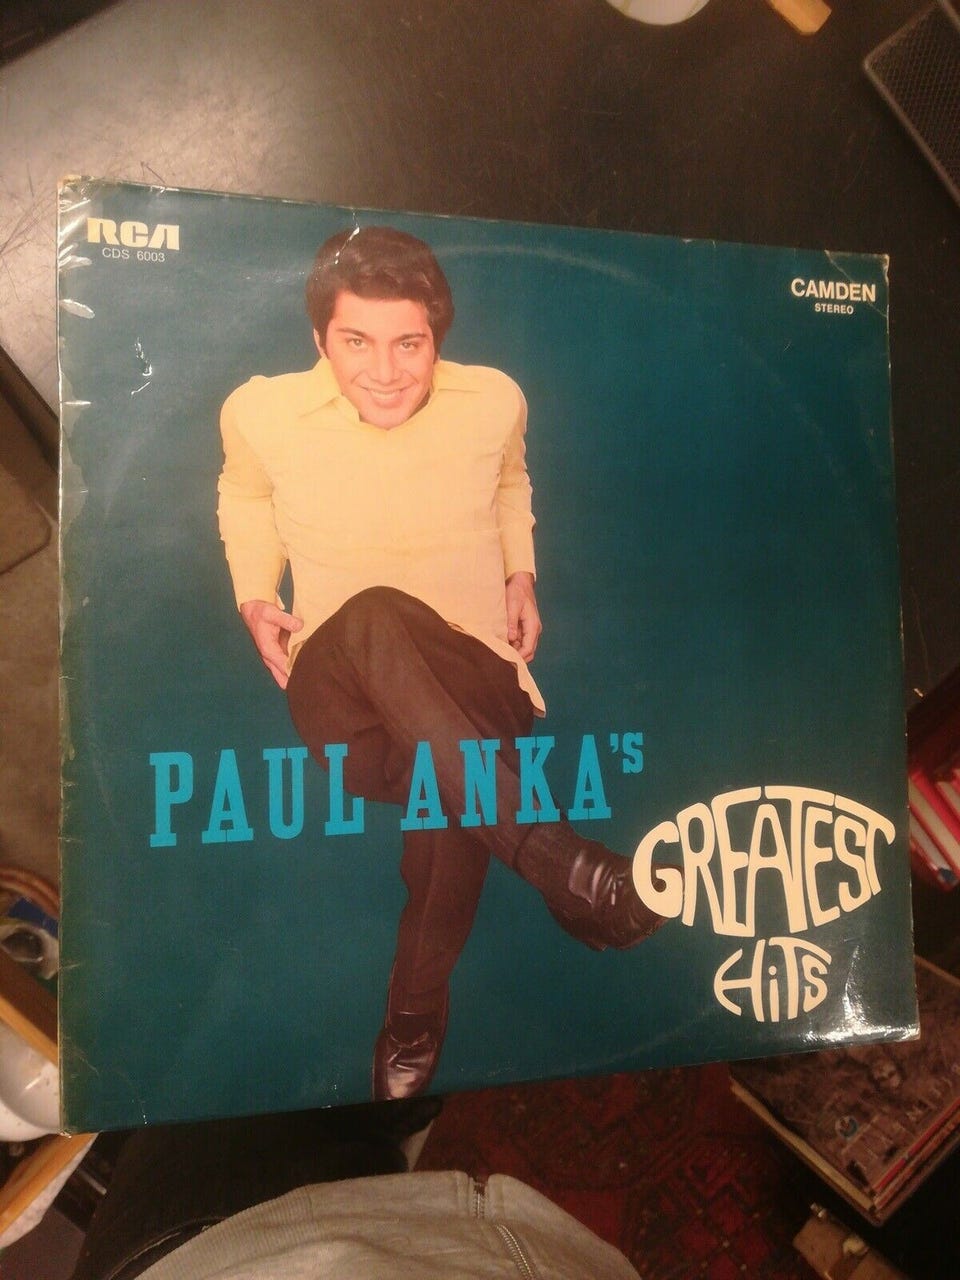 RCA
CDS 6003
CAMDEN
STEREO
PAUL ANKA'S
GREATEST
HiTS